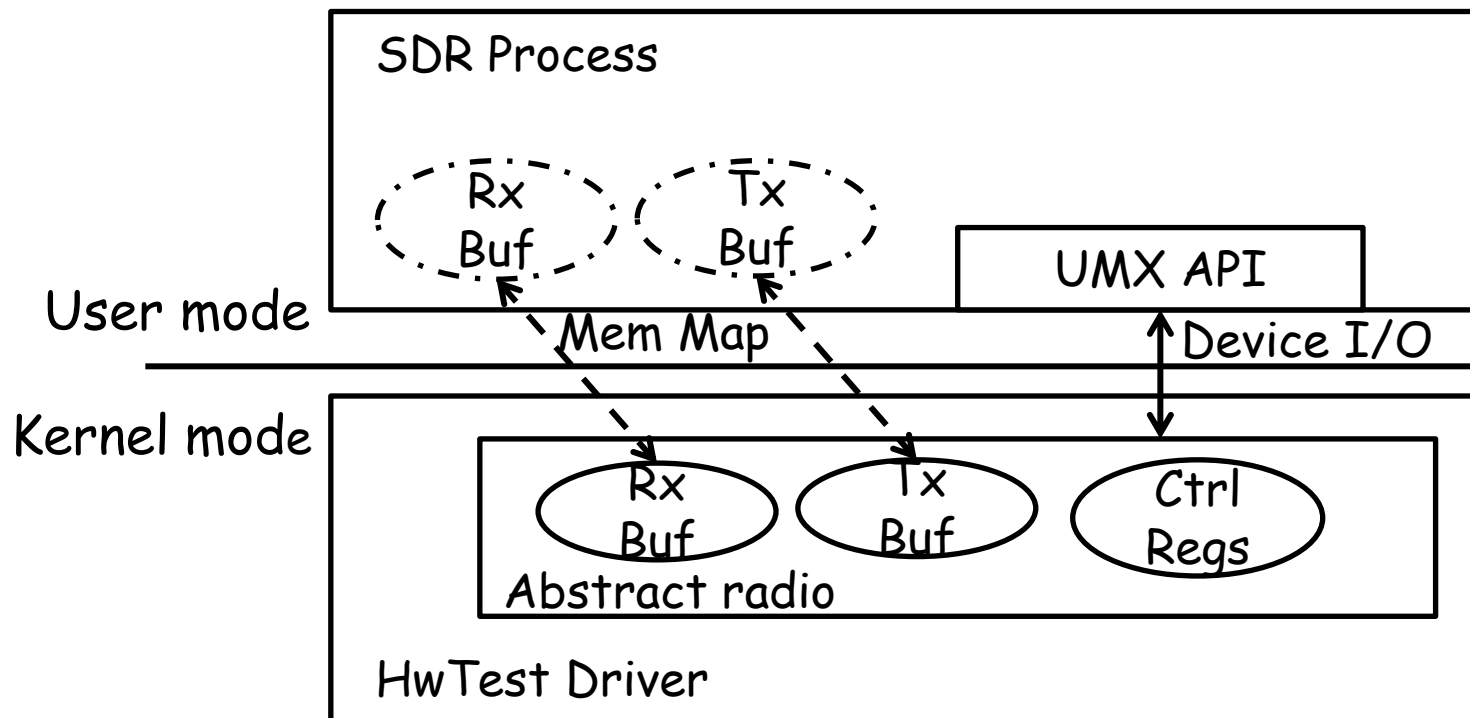 SDR Process
Rx
Buf
Tx
Buf
UMX API
User mode
Mem Map
Device I/O
Kernel mode
Rx
Buf
Tx
Buf
Ctrl
Regs
Abstract radio
HwTest Driver